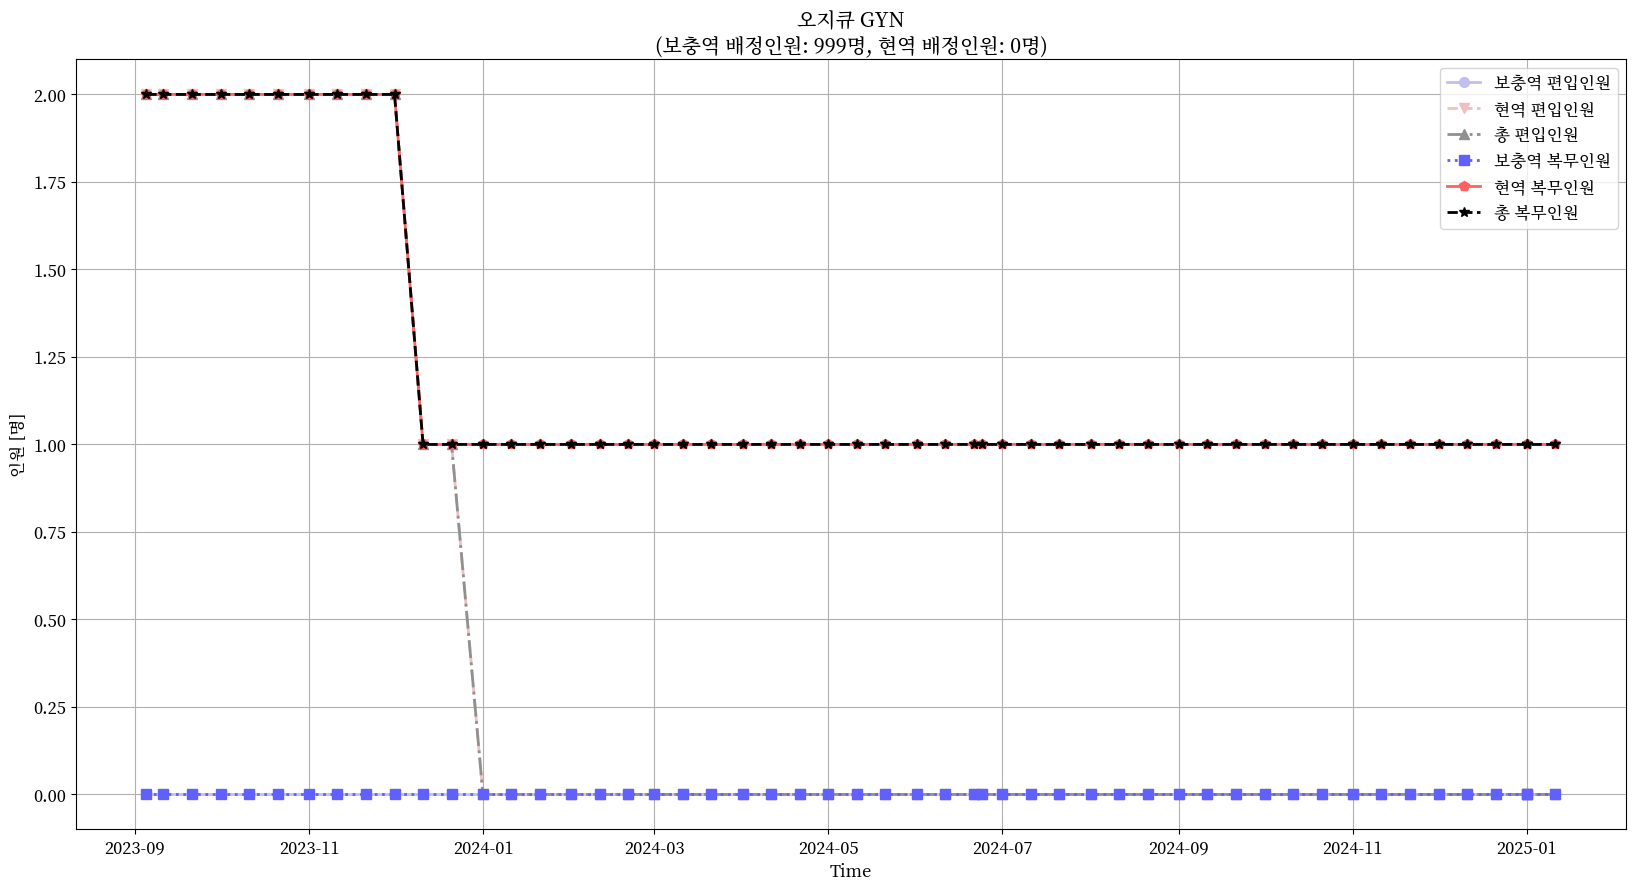 오지큐 GYN
(보충역 배정인원: 999명, 현역 배정인원: 0명)
보충역 편입인원
현역 편입인원
총 편입인원
보충역 복무인원
현역 복무인원
총 복무인원
인원 [명]
2.00
1.75
1.50
1.25
1.00
0.75
0.50
0.25
0.00
2023-09
2023-11
2024-01
2024-03
2024-05
2024-07
2024-09
2024-11
2025-01
Time